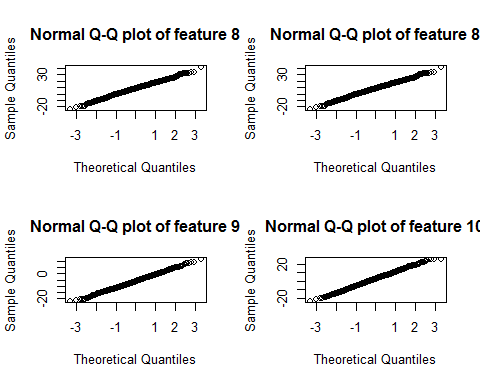 Normal Q-Q plot of feature 8
Sample Quantiles
-20 30
-3 -1 1 2 3
Theoretical Quantiles
Normal Q-Q plot of feature 8
Sample Quantiles
-20 30
-3 -1 1 2 3
Theoretical Quantiles
Normal Q-Q plot of feature 9
Sample Quantiles
-20 0
-3 -1 1 2 3
Theoretical Quantiles
Normal Q-Q plot of feature 10
Sample Quantiles
-20 20
-3 -1 1 2 3
Theoretical Quantiles